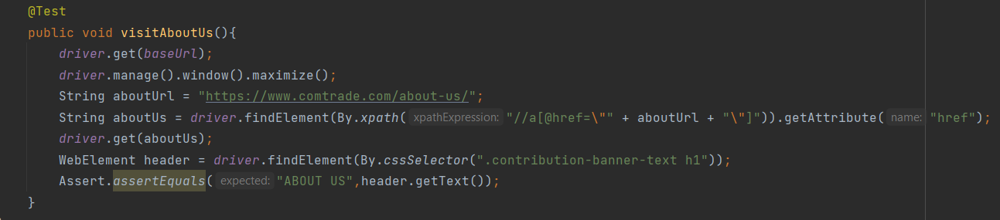 @Test
public void visitAboutUs(){
driver.get(baseUrl);
driver.manage().window().maximize();
String aboutUrl = "https://www.comtrade.com/about-us/";
String aboutUs = driver.findElement(By.xpath( xpathExpression: "//a[@href=\"" + aboutUrl + "\"]")).getAttribute( name: "href");
driver.get(aboutUs);
WebElement header = driver.findElement(By.cssSelector(".contribution-banner-text h1"));
Assert.assertEquals( expected: "ABOUT US",header.getText());
}